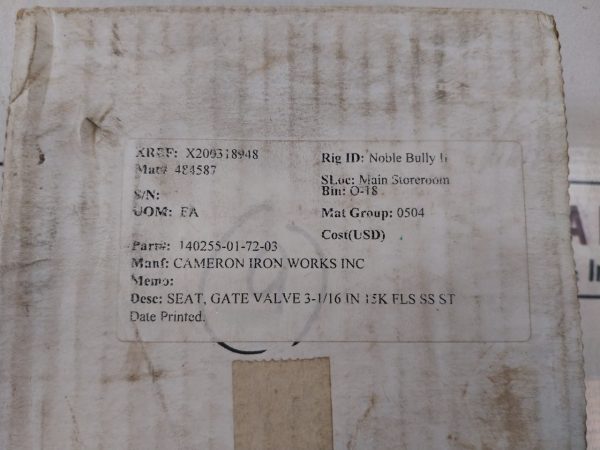 XREF: X200318948
Mat# 484587
S/N:
UOM: EA
Part#: 140255-01-72-03
Manf: CAMERON IRON WORKS INC
Memo:
Desc: SEAT, GATE VALVE 3-1/16 IN 15K FLS SS ST
Date Printed.
Rig ID: Noble Bully Ii
SLoc: Main Storeroom
Bin: O-18
Mat Group: 0504
Cost(USD)